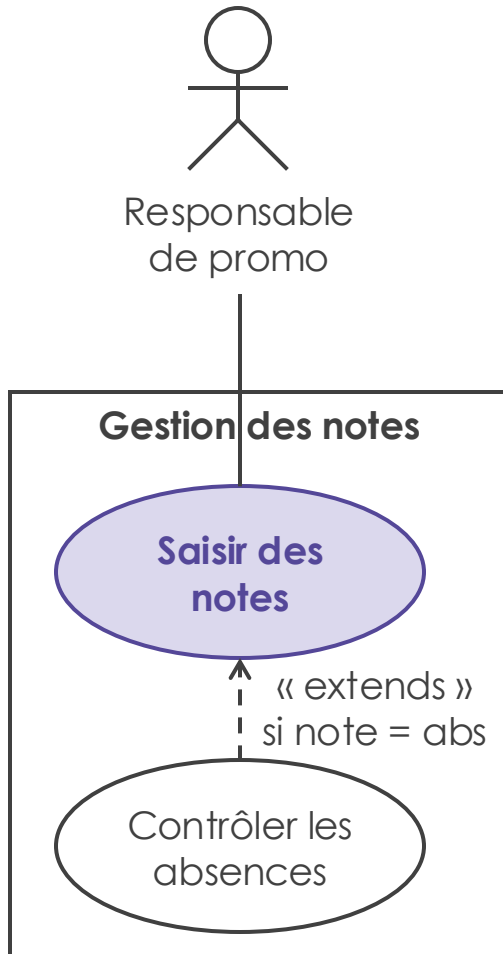 Responsable
de promo
Gestion des notes
Saisir des
notes
« extends »
si note = abs
Contrôler les
absences